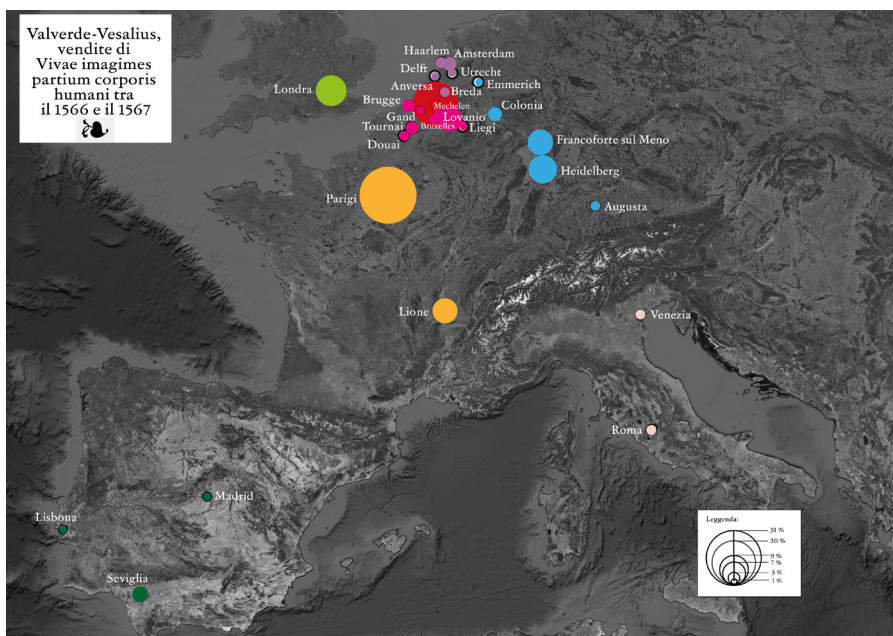 Valverde-Vesalius,
vendite di
Vivae imagimes
partium corporis
humani tra
il 1566 e il 1567
Haarlem
Amsterdam
Delft
Utrecht
Emmerich
Londra
Anversa
Breda
Brugge
Mechelen
Colonia
Gand
Lovanio
Tournai
Bruxelles
Liegi
Douai
Francoforte sul Meno
Heidelberg
Parigi
Augusta
Lione
Venezia
Roma
Madrid
Lisbona
Seviglia
Leggenda:
31 %
20 %
9 %
7 %
3 %
1 %